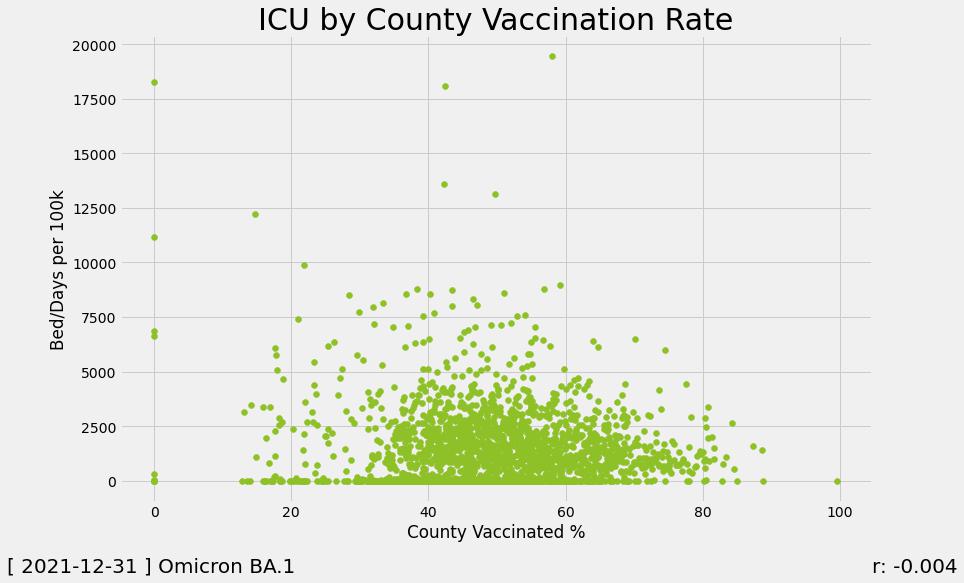 ICU by County Vaccination Rate
20000
17500
15000
12500
10000
7500
5000
2500
0
Bed/Days per 100k
0 20 40 60 80 100
County Vaccinated %
[ 2021-12-31 ] Omicron BA.1
r: -0.004